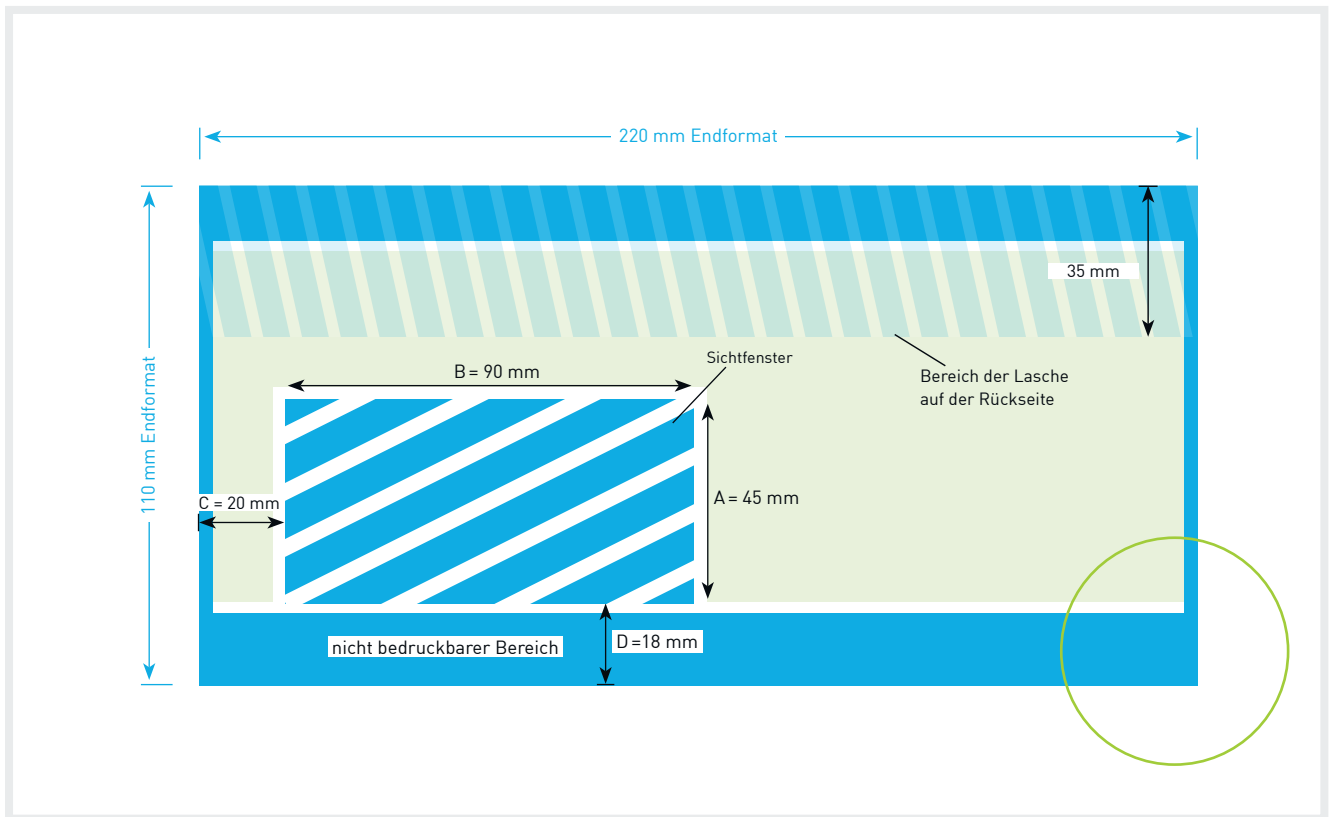 220 mm Endformat
110 mm Endformat
35 mm
Sichtfenster
B = 90 mm
Bereich der Lasche
auf der Rückseite
A = 45 mm
C = 20 mm
nicht bedruckbarer Bereich
D =18 mm